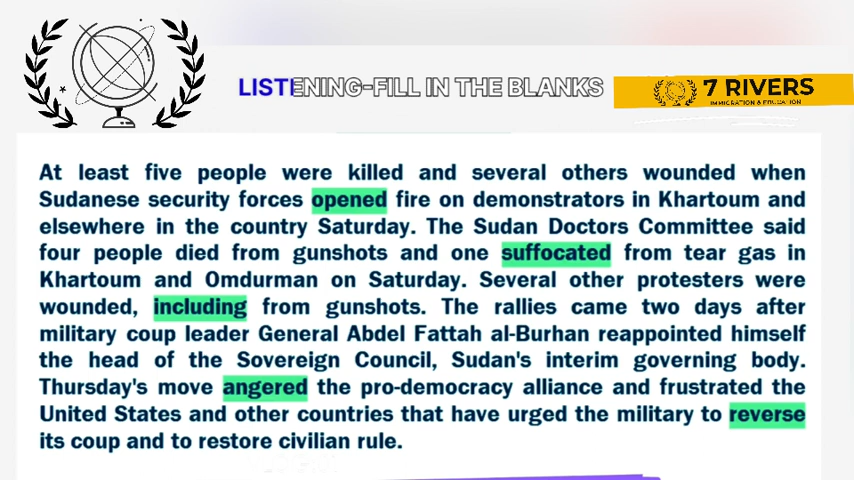 LISTENING-FILL IN THE BLANKS
7 RIVERS
IMMIGRATION & EDUCATION
At least five people were killed and several others wounded when
Sudanese security forces opened fire on demonstrators in Khartoum and
elsewhere in the country Saturday. The Sudan Doctors Committee said
four people died from gunshots and one suffocated from tear gas in
Khartoum and Omdurman on Saturday. Several other protesters were
wounded, including from gunshots. The rallies came two days after
military coup leader General Abdel Fattah al-Burhan reappointed himself
the head of the Sovereign Council, Sudan's interim governing body.
Thursday's move angered the pro-democracy alliance and frustrated the
United States and other countries that have urged the military to reverse
its coup and to restore civilian rule.